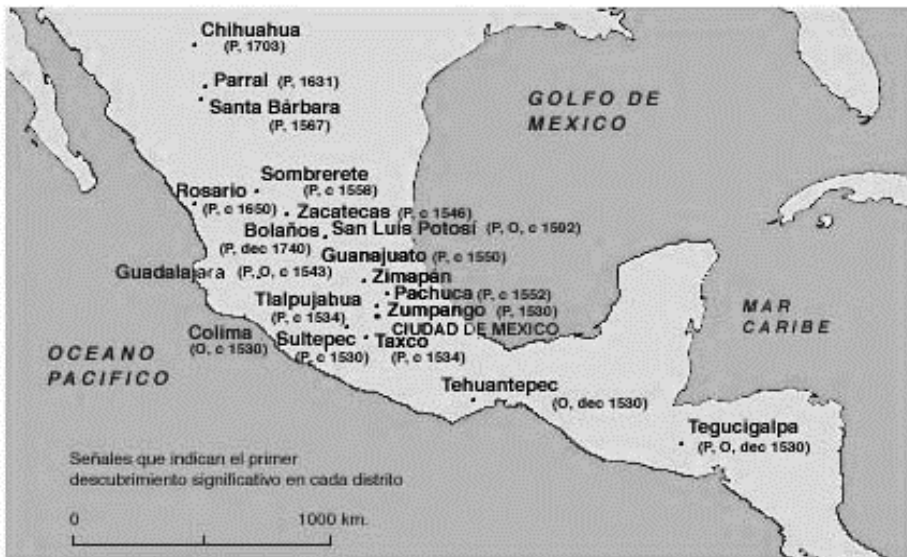 Chihuahua
(P, 1703)
Parral (P, 1631)
Santa Bárbara
(P, 1567)
GOLFO DE
MEXICO
Sombrerete
(P, c 1558)
Rosario
(P, c 1650)
Zacatecas (P, c 1546)
Bolaños
(P, dec 1740)
San Luis Potosí (P, O, c 1592)
Guanajuato (P, c 1550)
Guadalajara (P, O, c 1543)
Zimapán
Pachuca (P, c 1552)
Tlalpujabua
(P, c 1534)
Zumpango (P, 1530)
CIUDAD DE MEXICO
Colima
(O, c 1530)
Sultepec
(P, c 1530)
Taxco
(P, c 1534)
MAR
CARIBE
OCEANO
PACIFICO
Tehuantepec
(O, dec 1530)
Tegucigalpa
(P, O, dec 1530)
Señales que indican el primer
descubrimiento significativo en cada distrito
0 1000 km.